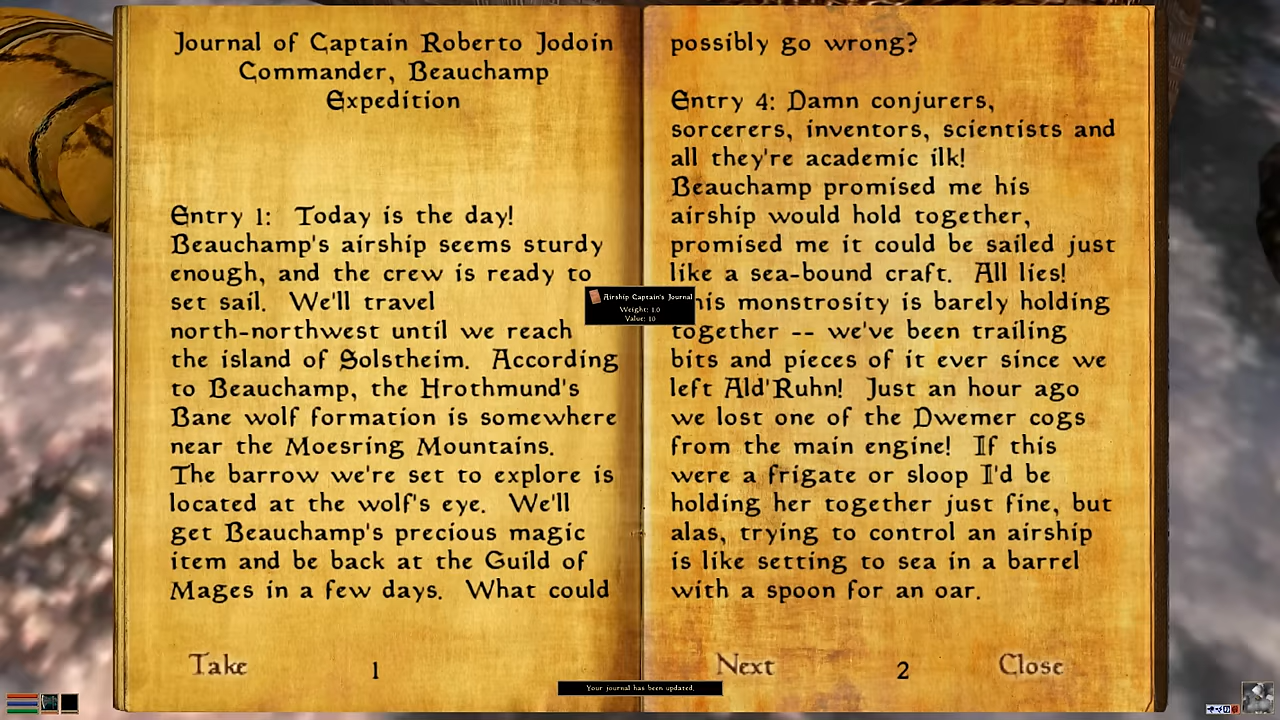 Journal of Captain Roberto Jodoin
Commander, Beauchamp
Expedition
Entry 1: Today is the day!
Beauchamp's airship seems sturdy
enough, and the crew is ready to
set sail. We'll travel
north-northwest until we reach
the island of Solstheim. According
to Beauchamp, the Hrothmund's
Bane wolf formation is somewhere
near the Moesring Mountains.
The barrow we're set to explore is
located at the wolf's eye. We'll
get Beauchamp's precious magic
item and be back at the Guild of
Mages in a few days. What could
Take
1
possibly go wrong?
Entry 4: Damn conjurers,
sorcerers, inventors, scientists and
all they're academic ilk!
Beauchamp promised me his
airship would hold together,
promised me it could be sailed just
like a sea-bound craft. All lies!
his monstrosity is barely holding
together -- we've been trailing
bits and pieces of it ever since we
left Ald'Ruhn! Just an hour ago
we lost one of the Dwemer cogs
from the main engine! If this
were a frigate or sloop I'd be
holding her together just fine, but
alas, trying to control an airship
is like setting to sea in a barrel
with a spoon for an oar.
Next
2
Close
Airship Captain's Journal
Weight: 1.0
Value: 10
Your journal has been updated.